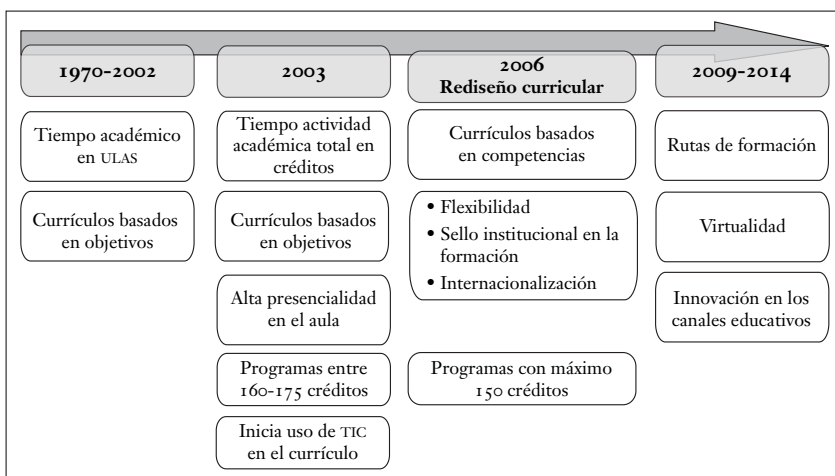 1970-2002
Tiempo académico
en ULAS
Currículos basados
en objetivos
2003
Tiempo actividad
académica total en
créditos
Currículos basados
en objetivos
Alta presencialidad
en el aula
Programas entre
160-175 créditos
Inicia uso de TIC
en el currículo
2006
Rediseño curricular
Currículos basados
en competencias
• Flexibilidad
• Sello institucional en la
formación
• Internacionalización
Programas con máximo
150 créditos
2009-2014
Rutas de formación
Virtualidad
Innovación en los
canales educativos